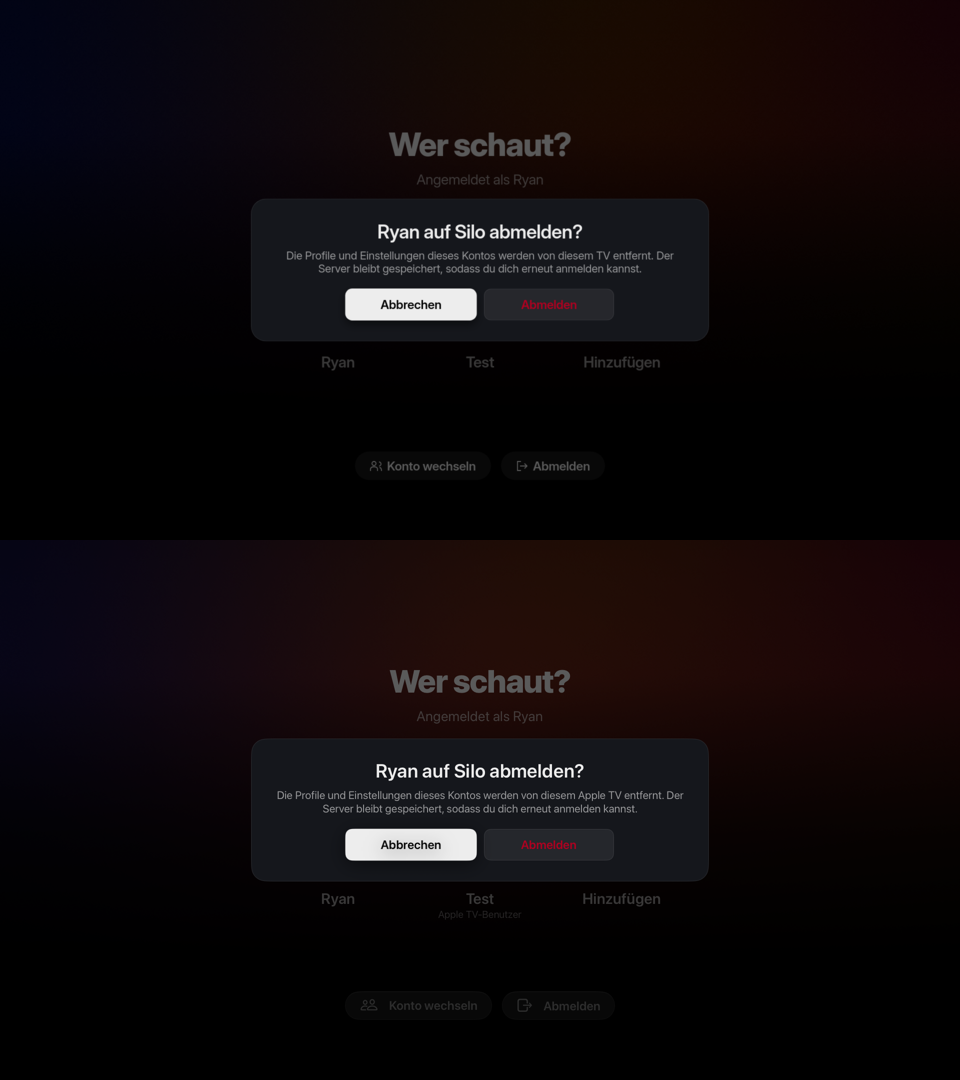 Wer schaut?
Angemeldet als Ryan
Ryan auf Silo abmelden?
Die Profile und Einstellungen dieses Kontos werden von diesem TV entfernt. Der
Server bleibt gespeichert, sodass du dich erneut anmelden kannst.
Abbrechen Abmelden
Ryan Test Hinzufügen
Konto wechseln Abmelden
Wer schaut?
Angemeldet als Ryan
Ryan auf Silo abmelden?
Die Profile und Einstellungen dieses Kontos werden von diesem Apple TV entfernt. Der
Server bleibt gespeichert, sodass du dich erneut anmelden kannst.
Abbrechen Abmelden
Ryan Test Hinzufügen
Apple TV-Benutzer
Konto wechseln Abmelden